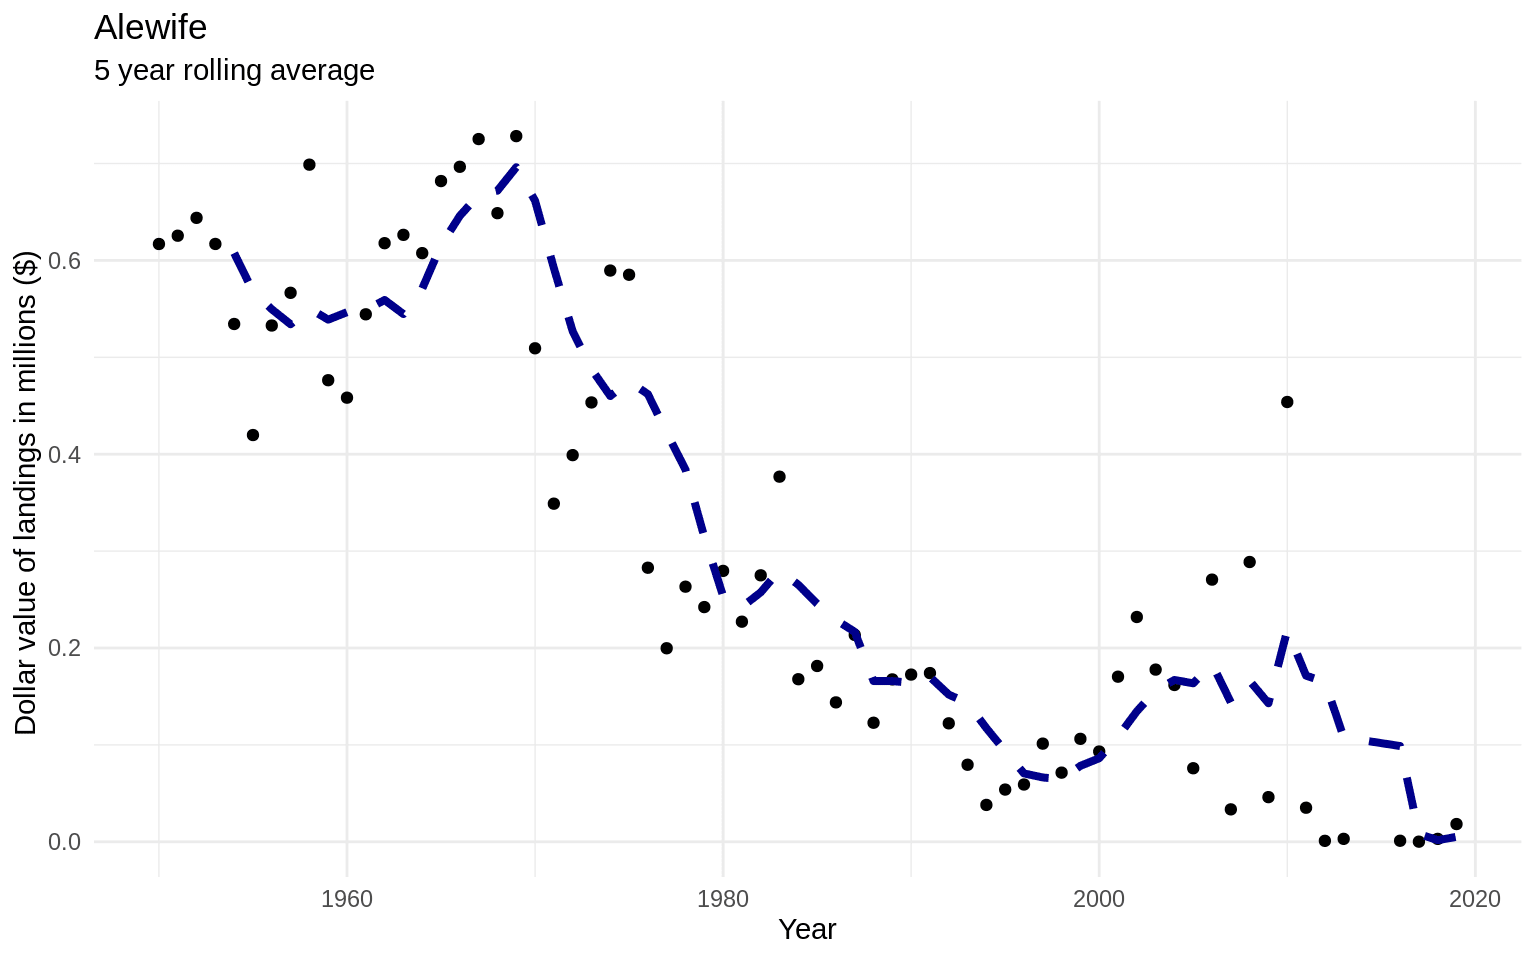 Alewife
5 year rolling average
Dollar value of landings in millions ($)
0.6
0.4
0.2
0.0
1960
1980
2000
2020
Year